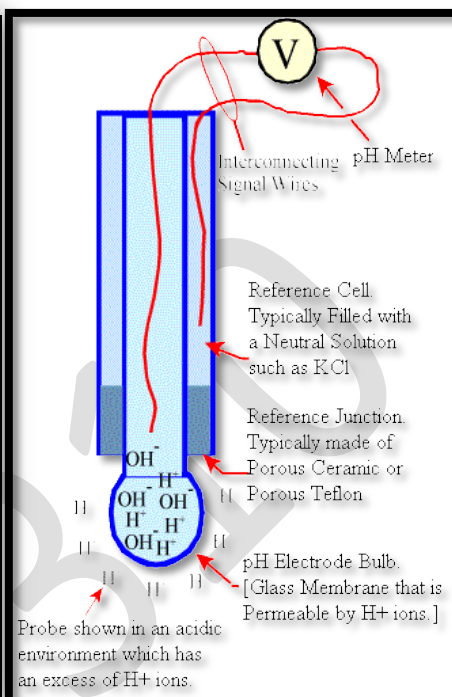 V
Interconnecting
Signal Wires
pH Meter
Reference Cell.
Typically Filled with
a Neutral Solution
such as KCl
Reference Junction.
Typically made of
Porous Ceramic or
Porous Teflon
OH⁻
H⁺
OH⁻
OH⁻
H⁺
H⁺
OH⁻
H⁺
H
H
H
H
H
H
H
H
pH Electrode Bulb.
[Glass Membrane that is
Permeable by H+ ions.]
Probe shown in an acidic
environment which has
an excess of H+ ions.